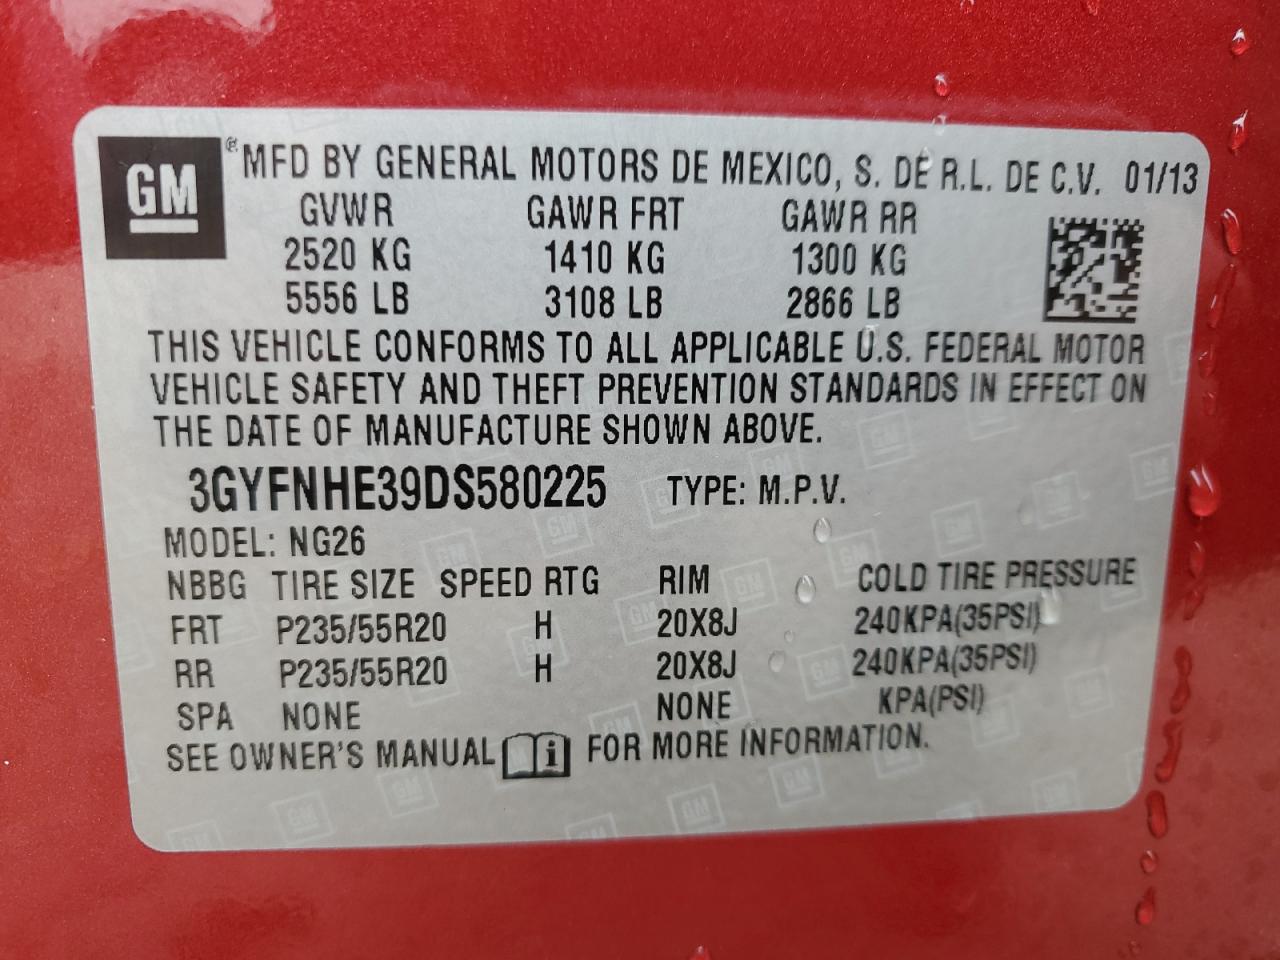 GM ® MFD BY GENERAL MOTORS DE MEXICO, S. DE R.L. DE C.V. 01/13
GVWR GAWR FRT GAWR RR
2520 KG 1410 KG 1300 KG
5556 LB 3108 LB 2866 LB
THIS VEHICLE CONFORMS TO ALL APPLICABLE U.S. FEDERAL MOTOR
VEHICLE SAFETY AND THEFT PREVENTION STANDARDS IN EFFECT ON
THE DATE OF MANUFACTURE SHOWN ABOVE.
3GYFNHE39DS580225 TYPE: M.P.V.
MODEL: NG26
NBBG TIRE SIZE SPEED RTG RIM COLD TIRE PRESSURE
FRT P235/55R20 H 20X8J 240KPA(35PSI)
RR P235/55R20 H 20X8J 240KPA(35PSI)
SPA NONE NONE KPA(PSI)
SEE OWNER'S MANUAL i FOR MORE INFORMATION.